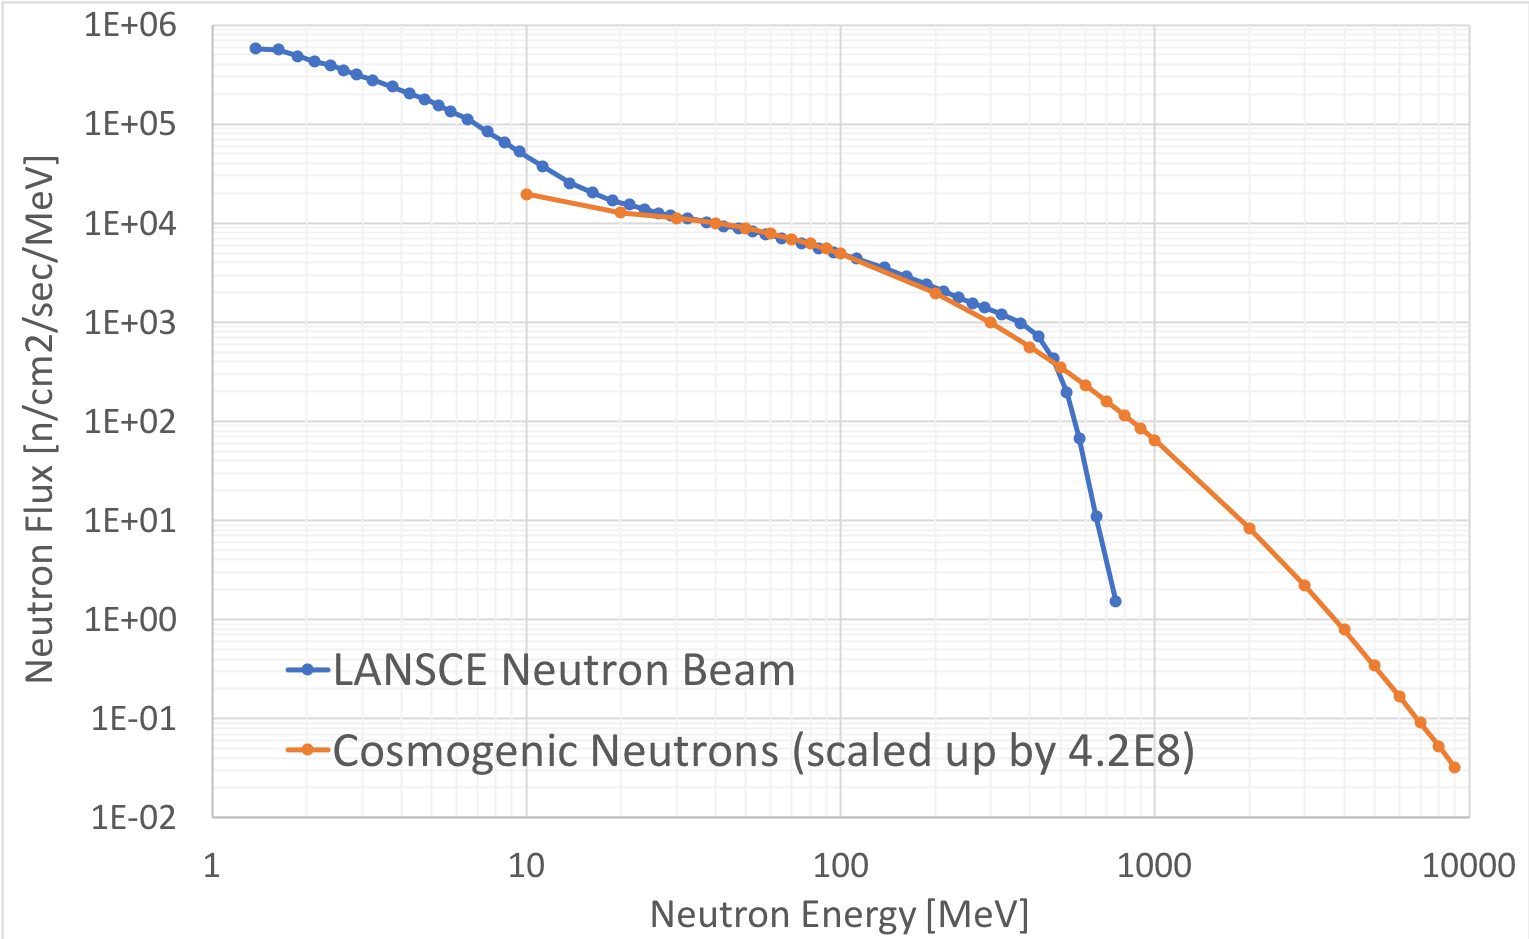 1E+06
1E+05
1E+04
1E+03
1E+02
1E+01
1E+00
1E-01
1E-02
Neutron Flux [n/cm2/sec/MeV]
LANSCE Neutron Beam
Cosmogenic Neutrons (scaled up by 4.2E8)
1 10 100 1000 10000
Neutron Energy [MeV]